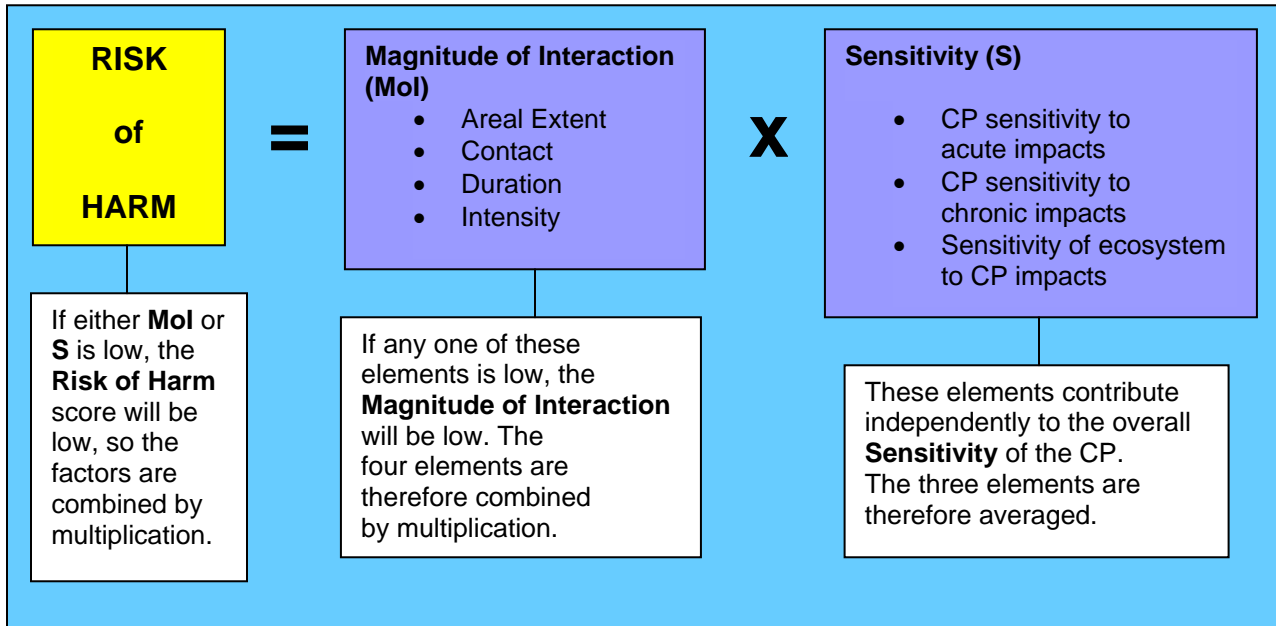 RISK
of
HARM
=
Magnitude of Interaction
(MoI)
• Areal Extent
• Contact
• Duration
• Intensity
X
Sensitivity (S)
• CP sensitivity to
acute impacts
• CP sensitivity to
chronic impacts
• Sensitivity of ecosystem
to CP impacts
If either MoI or
S is low, the
Risk of Harm
score will be
low, so the
factors are
combined by
multiplication.
If any one of these
elements is low, the
Magnitude of Interaction
will be low. The
four elements are
therefore combined
by multiplication.
These elements contribute
independently to the overall
Sensitivity of the CP.
The three elements are
therefore averaged.